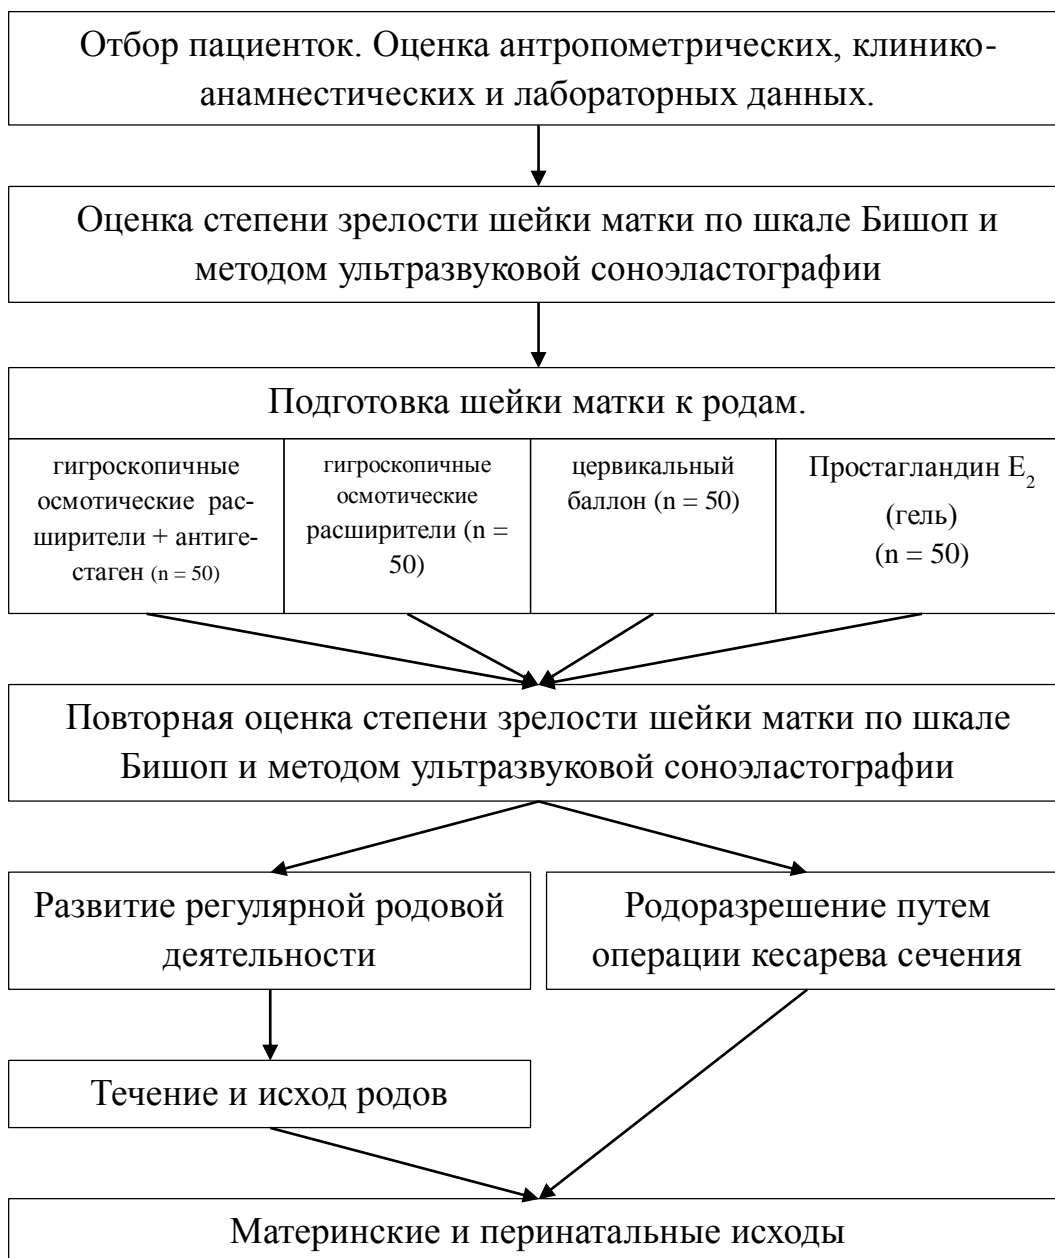 Отбор пациенток. Оценка антропометрических, клинико-
анамнестических и лабораторных данных.
Оценка степени зрелости шейки матки по шкале Бишоп и
методом ультразвуковой соноэластографии
Подготовка шейки матки к родам.
гигроскопичные
осмотические рас-
ширители + антиге-
стаген (n = 50)
гигроскопичные
осмотические
расширители (n =
50)
цервикальный
баллон (n = 50)
Простагландин E2
(гель)
(n = 50)
Повторная оценка степени зрелости шейки матки по шкале
Бишоп и методом ультразвуковой соноэластографии
Развитие регулярной родовой
деятельности
Родоразрешение путем
операции кесарева сечения
Течение и исход родов
Материнские и перинатальные исходы